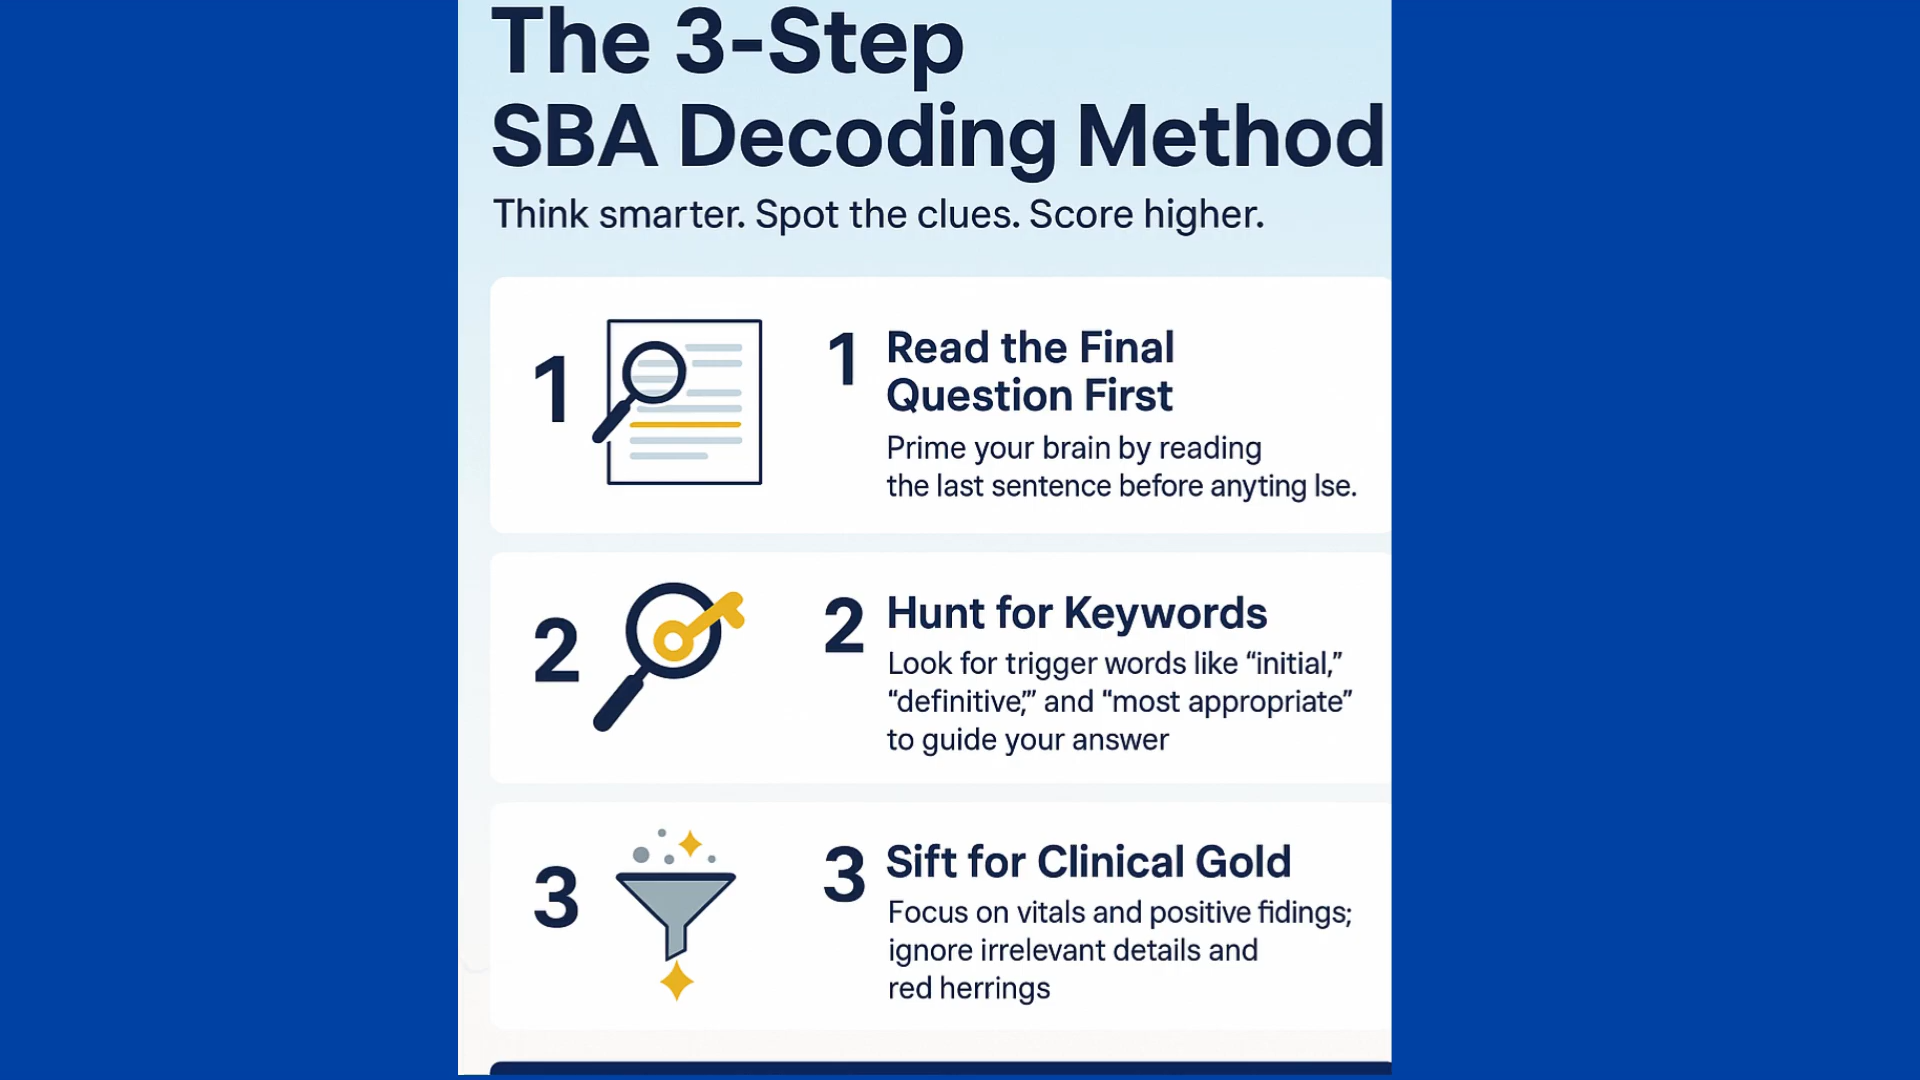 The 3-Step
SBA Decoding Method
Think smarter. Spot the clues. Score higher.
1
1 Read the Final
Question First
Prime your brain by reading
the last sentence before anyting lse.
2
2 Hunt for Keywords
Look for trigger words like “initial,”
“definitive,”” and “most appropriate”
to guide your answer
3
3 Sift for Clinical Gold
Focus on vitals and positive fidings;
ignore irrelevant details and
red herrings